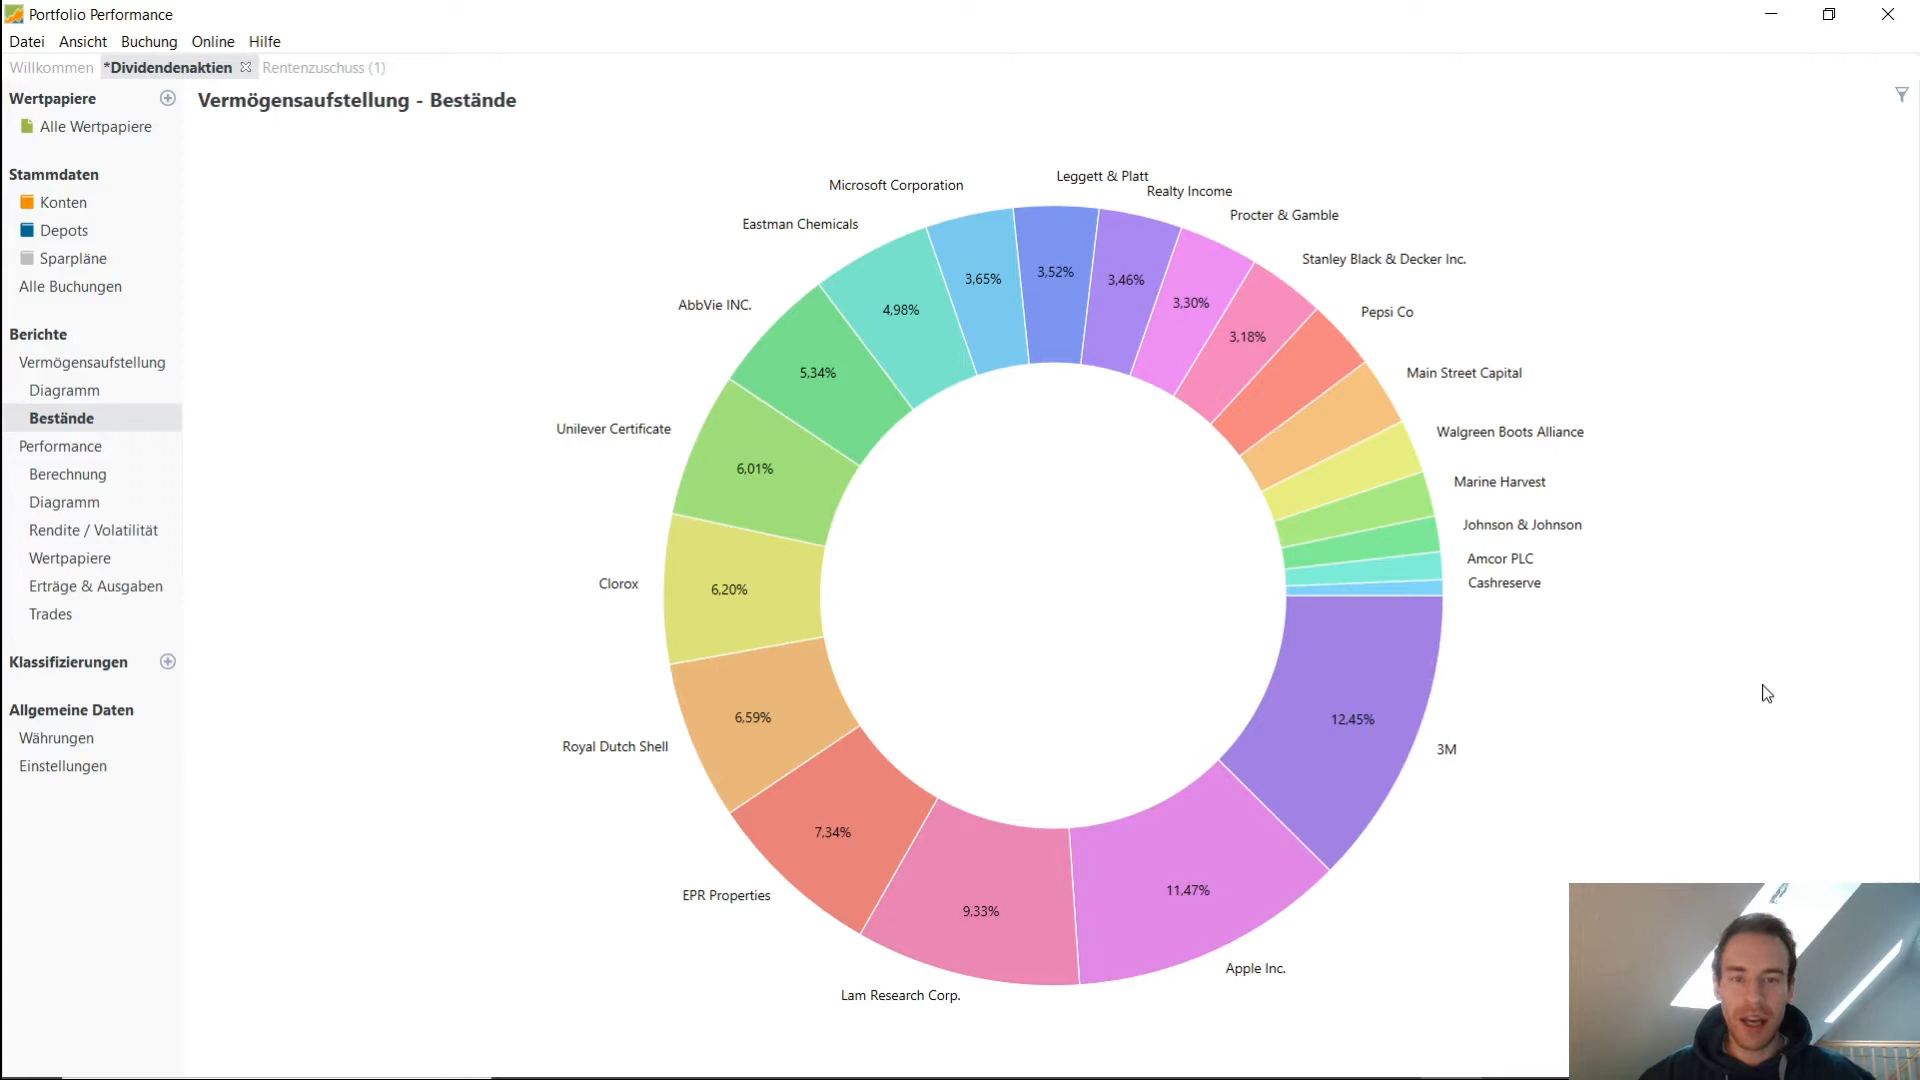 Portfolio Performance
Datei Ansicht Buchung Online Hilfe
Willkommen *Dividendenaktien Rentenzuschuss (1)
Wertpapiere
Alle Wertpapiere
Stammdaten
Konten
Depots
Sparpläne
Alle Buchungen
Berichte
Vermögensaufstellung
Diagramm
Bestände
Performance
Berechnung
Diagramm
Rendite / Volatilität
Wertpapiere
Erträge & Ausgaben
Trades
Klassifizierungen
Allgemeine Daten
Währungen
Einstellungen
Vermögensaufstellung - Bestände
Leggett & Platt
Microsoft Corporation
Realty Income
Procter & Gamble
Eastman Chemicals
Stanley Black & Decker Inc.
3,52%
3,65%
3,46%
3,30%
AbbVie INC.
4,98%
Pepsi Co
3,18%
5,34%
Main Street Capital
Unilever Certificate
Walgreen Boots Alliance
6,01%
Marine Harvest
Johnson & Johnson
Amcor PLC
Clorox
6,20%
Cashreserve
6,59%
12,45%
Royal Dutch Shell
3M
7,34%
EPR Properties
11,47%
9,33%
Apple Inc.
Lam Research Corp.